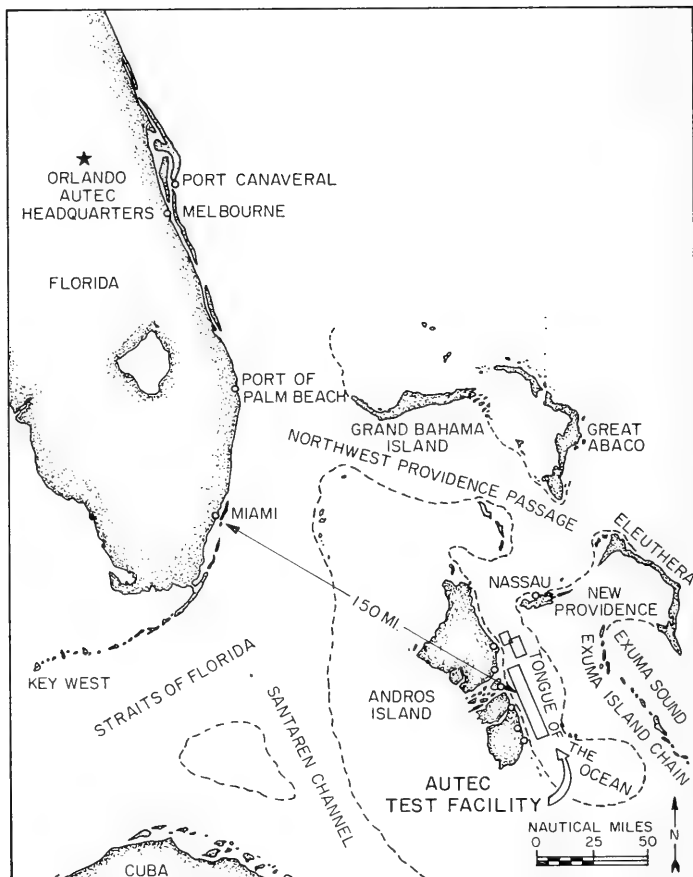 ORLANDO
AUTEC
HEADQUARTERS
PORT CANAVERAL
MELBOURNE
FLORIDA
PORT OF
PALM BEACH
GRAND BAHAMA
ISLAND
GREAT
ABACO
NORTHWEST PROVIDENCE PASSAGE
MIAMI
ELEUTHERA
NASSAU
NEW
PROVIDENCE
150 MI.
KEY WEST
STRAITS OF FLORIDA
SANTAREN CHANNEL
ANDROS
ISLAND
TONGUE OF
THE
OCEAN
EXUMA SOUND
EXUMA ISLAND CHAIN
AUTEC
TEST FACILITY
N
NAUTICAL MILES
0 25 50
CUBA